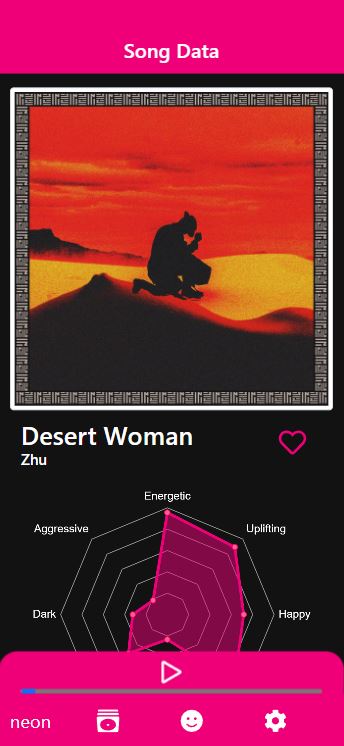 Song Data
Desert Woman
Zhu
Energetic
Aggressive
Uplifting
Dark
Happy
neon